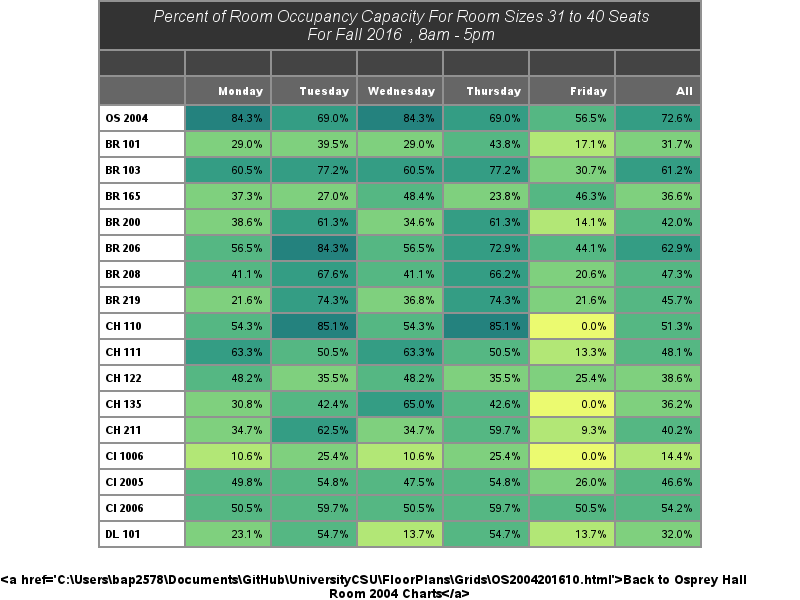 Percent of Room Occupancy Capacity For Room Sizes 31 to 40 Seats
For Fall 2016 , 8am - 5pm
Monday Tuesday Wednesday Thursday Friday All
OS 2004 84.3% 69.0% 84.3% 69.0% 56.5% 72.6%
BR 101 29.0% 39.5% 29.0% 43.8% 17.1% 31.7%
BR 103 60.5% 77.2% 60.5% 77.2% 30.7% 61.2%
BR 165 37.3% 27.0% 48.4% 23.8% 46.3% 36.6%
BR 200 38.6% 61.3% 34.6% 61.3% 14.1% 42.0%
BR 206 56.5% 84.3% 56.5% 72.9% 44.1% 62.9%
BR 208 41.1% 67.6% 41.1% 66.2% 20.6% 47.3%
BR 219 21.6% 74.3% 36.8% 74.3% 21.6% 45.7%
CH 110 54.3% 85.1% 54.3% 85.1% 0.0% 51.3%
CH 111 63.3% 50.5% 63.3% 50.5% 13.3% 48.1%
CH 122 48.2% 35.5% 48.2% 35.5% 25.4% 38.6%
CH 135 30.8% 42.4% 65.0% 42.6% 0.0% 36.2%
CH 211 34.7% 62.5% 34.7% 59.7% 9.3% 40.2%
CI 1006 10.6% 25.4% 10.6% 25.4% 0.0% 14.4%
CI 2005 49.8% 54.8% 47.5% 54.8% 26.0% 46.6%
CI 2006 50.5% 59.7% 50.5% 59.7% 50.5% 54.2%
DL 101 23.1% 54.7% 13.7% 54.7% 13.7% 32.0%
<a href='C:\Users\bap2578\Documents\GitHub\UniversityCSU\FloorPlans\Grids\OS2004201610.html'>Back to Osprey Hall
Room 2004 Charts</a>